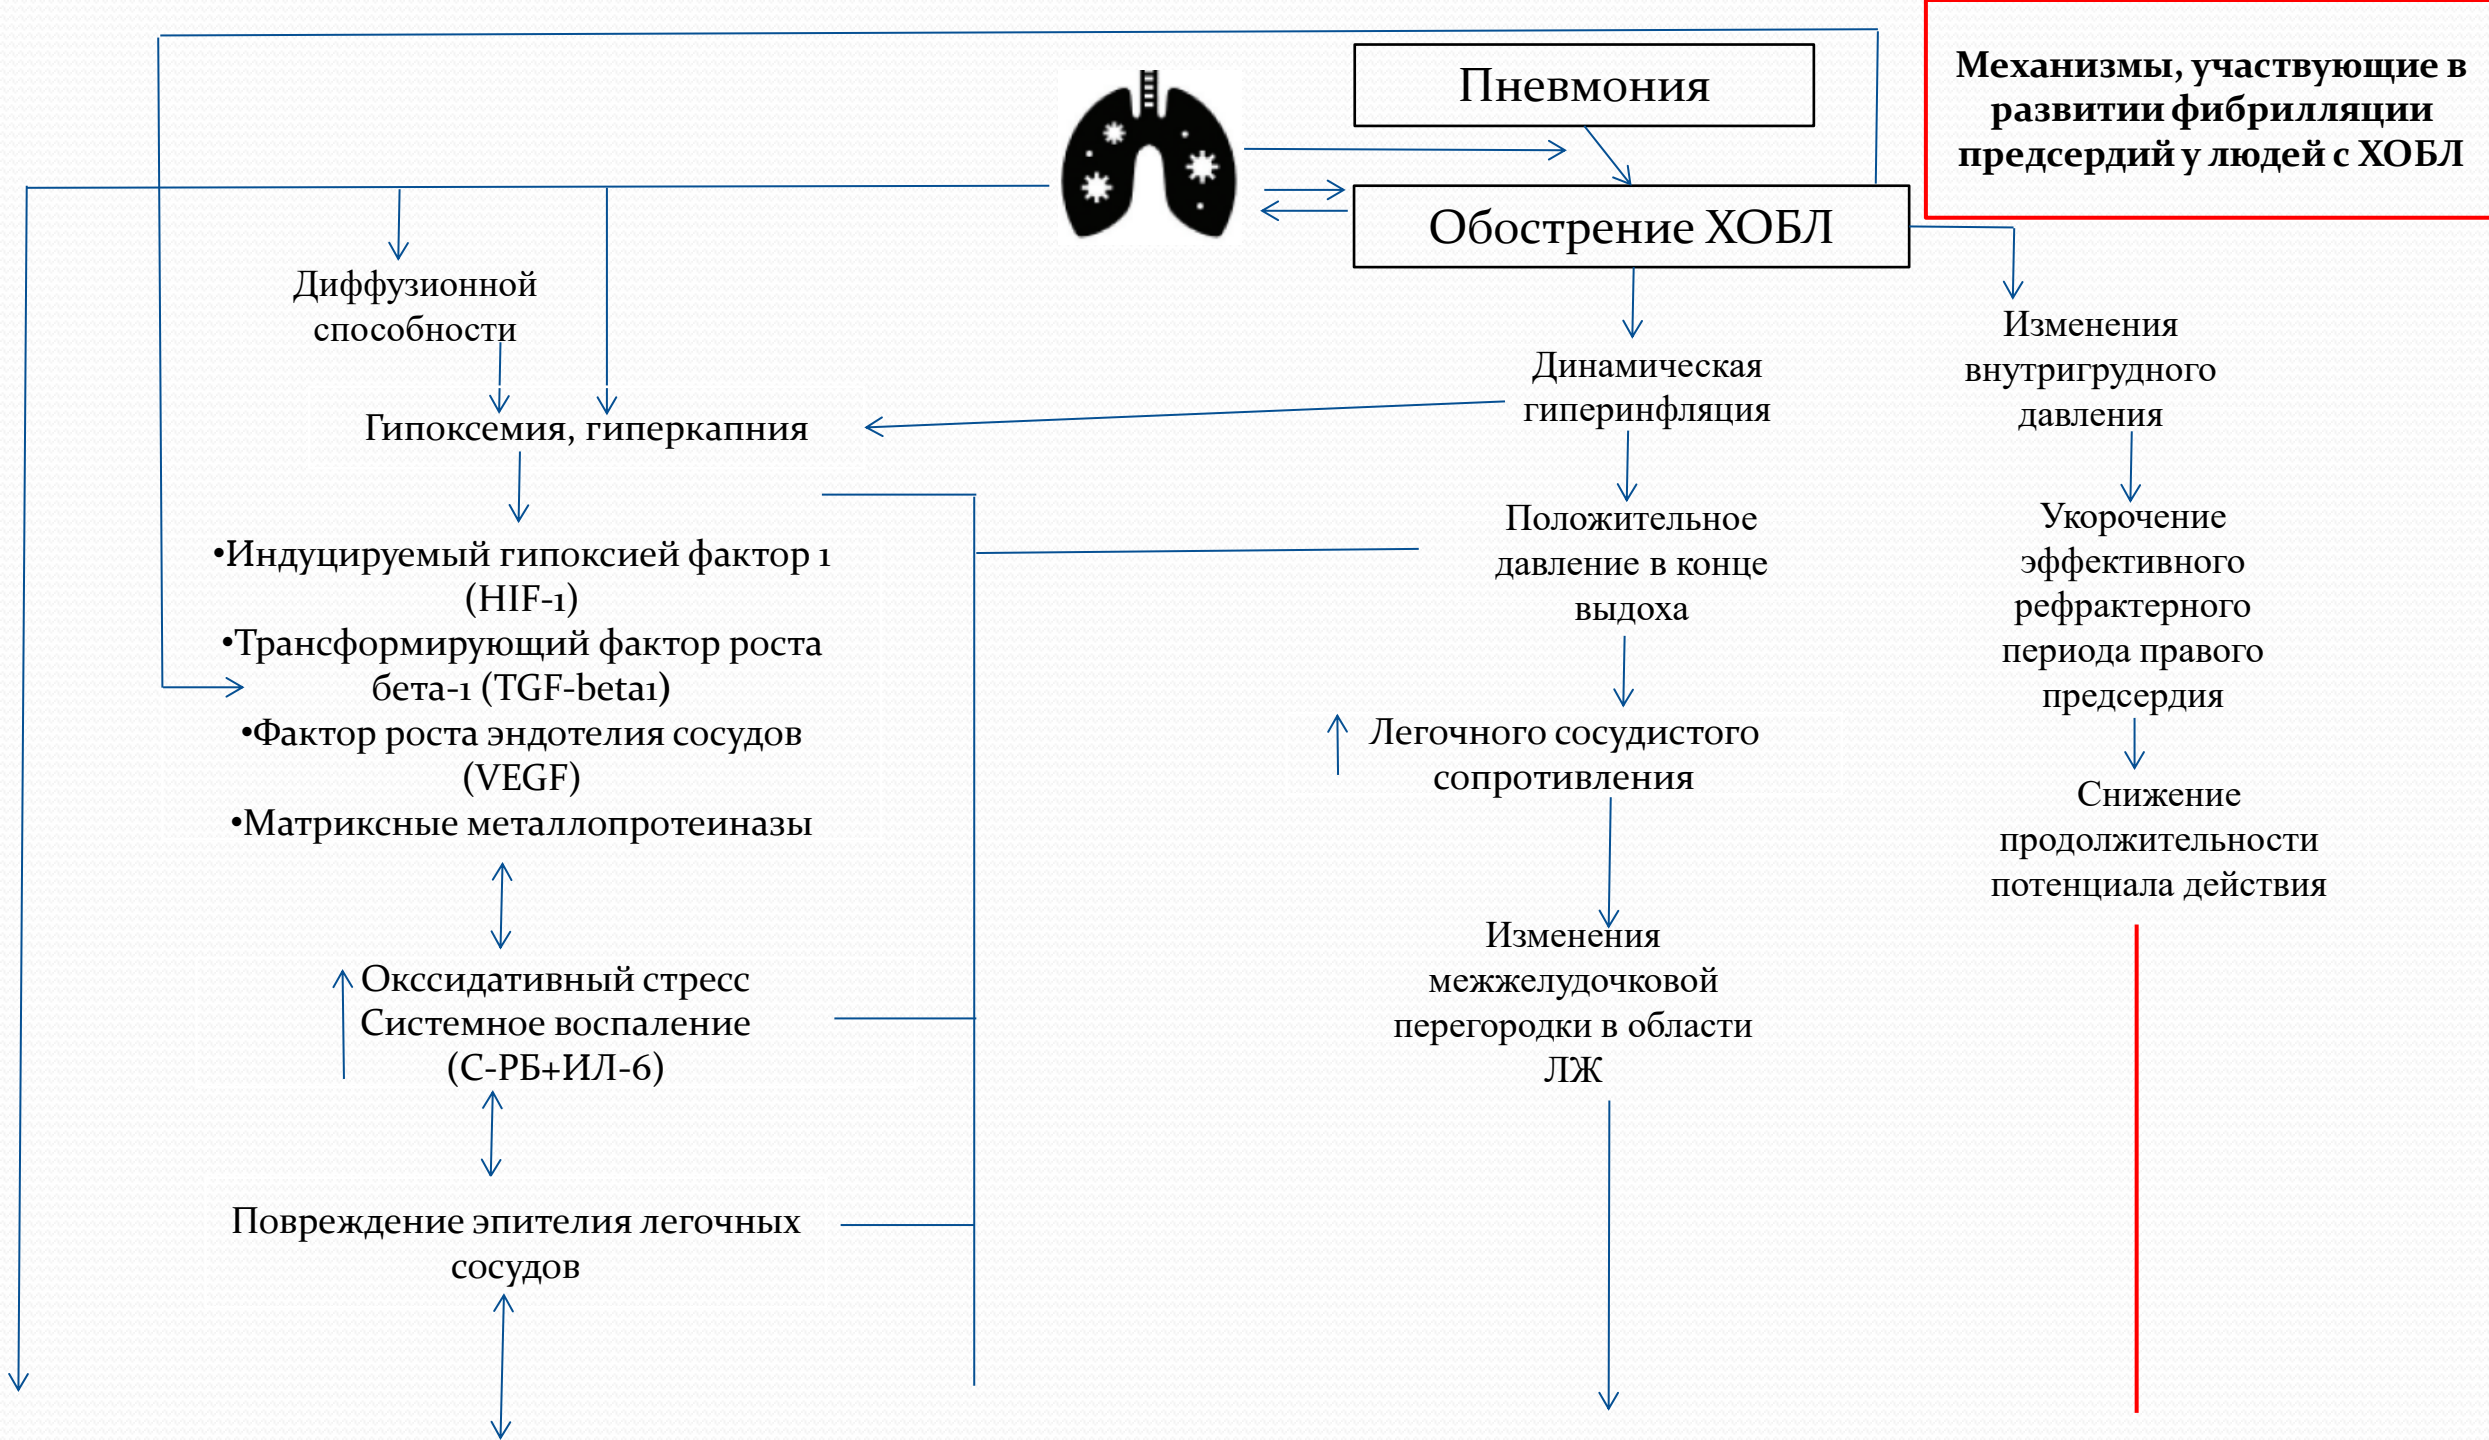 Механизмы, участвующие в
развитии фибрилляции
предсердий у людей с ХОБЛ
Пневмония
Обострение ХОБЛ
Диффузионной
способности
Гипоксемия, гиперкапния
•Индуцируемый гипоксией фактор 1
(HIF-1)
•Трансформирующий фактор роста
бета-1 (TGF-beta1)
•Фактор роста эндотелия сосудов
(VEGF)
•Матриксные металлопротеиназы
Окссидативный стресс
Системное воспаление
(С-РБ+ИЛ-6)
Повреждение эпителия легочных
сосудов
Динамическая
гиперинфляция
Положительное
давление в конце
выдоха
Легочного сосудистого
сопротивления
Изменения
межжелудочковой
перегородки в области
ЛЖ
Изменения
внутригрудного
давления
Укорочение
эффективного
рефрактерного
периода правого
предсердия
Снижение
продолжительности
потенциала действия